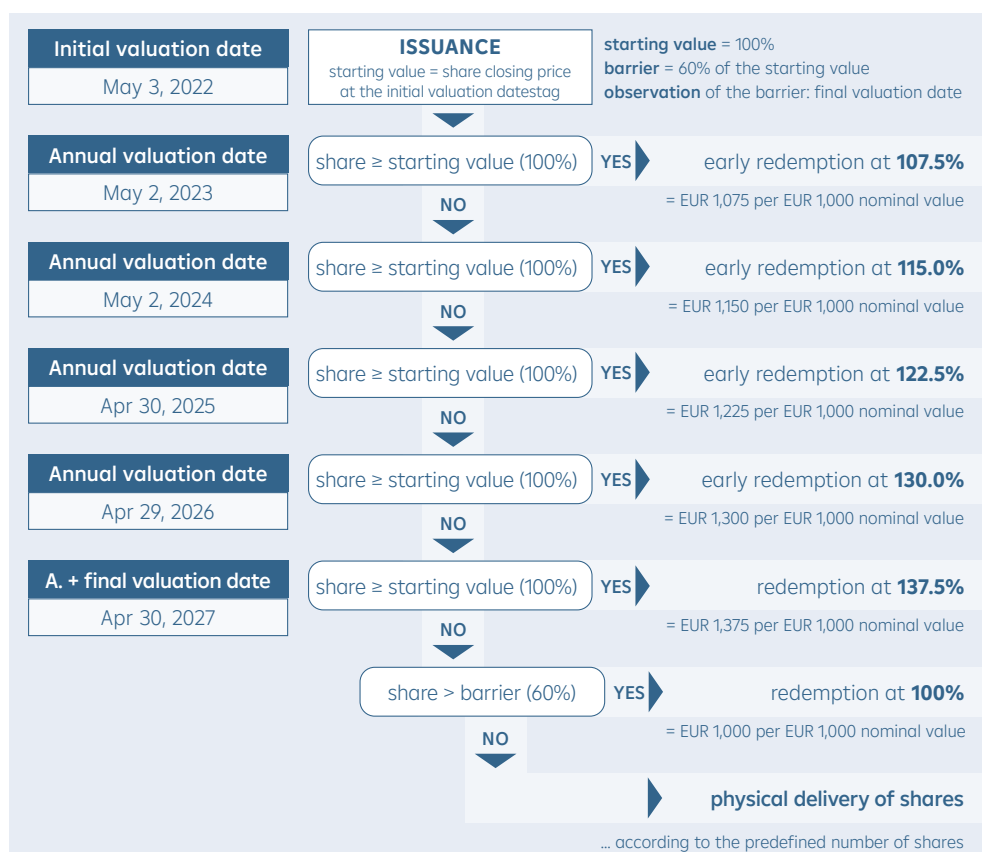 Initial valuation date
May 3, 2022
ISSUANCE
starting value = share closing price
at the initial valuation datestag
starting value = 100%
barrier = 60% of the starting value
observation of the barrier: final valuation date
Annual valuation date
May 2, 2023
share ≥ starting value (100%)
YES
early redemption at 107.5%
= EUR 1,075 per EUR 1,000 nominal value
NO
Annual valuation date
May 2, 2024
share ≥ starting value (100%)
YES
early redemption at 115.0%
= EUR 1,150 per EUR 1,000 nominal value
NO
Annual valuation date
Apr 30, 2025
share ≥ starting value (100%)
YES
early redemption at 122.5%
= EUR 1,225 per EUR 1,000 nominal value
NO
Annual valuation date
Apr 29, 2026
share ≥ starting value (100%)
YES
early redemption at 130.0%
= EUR 1,300 per EUR 1,000 nominal value
NO
A. + final valuation date
Apr 30, 2027
share ≥ starting value (100%)
YES
redemption at 137.5%
= EUR 1,375 per EUR 1,000 nominal value
NO
share > barrier (60%)
YES
redemption at 100%
= EUR 1,000 per EUR 1,000 nominal value
NO
physical delivery of shares
... according to the predefined number of shares